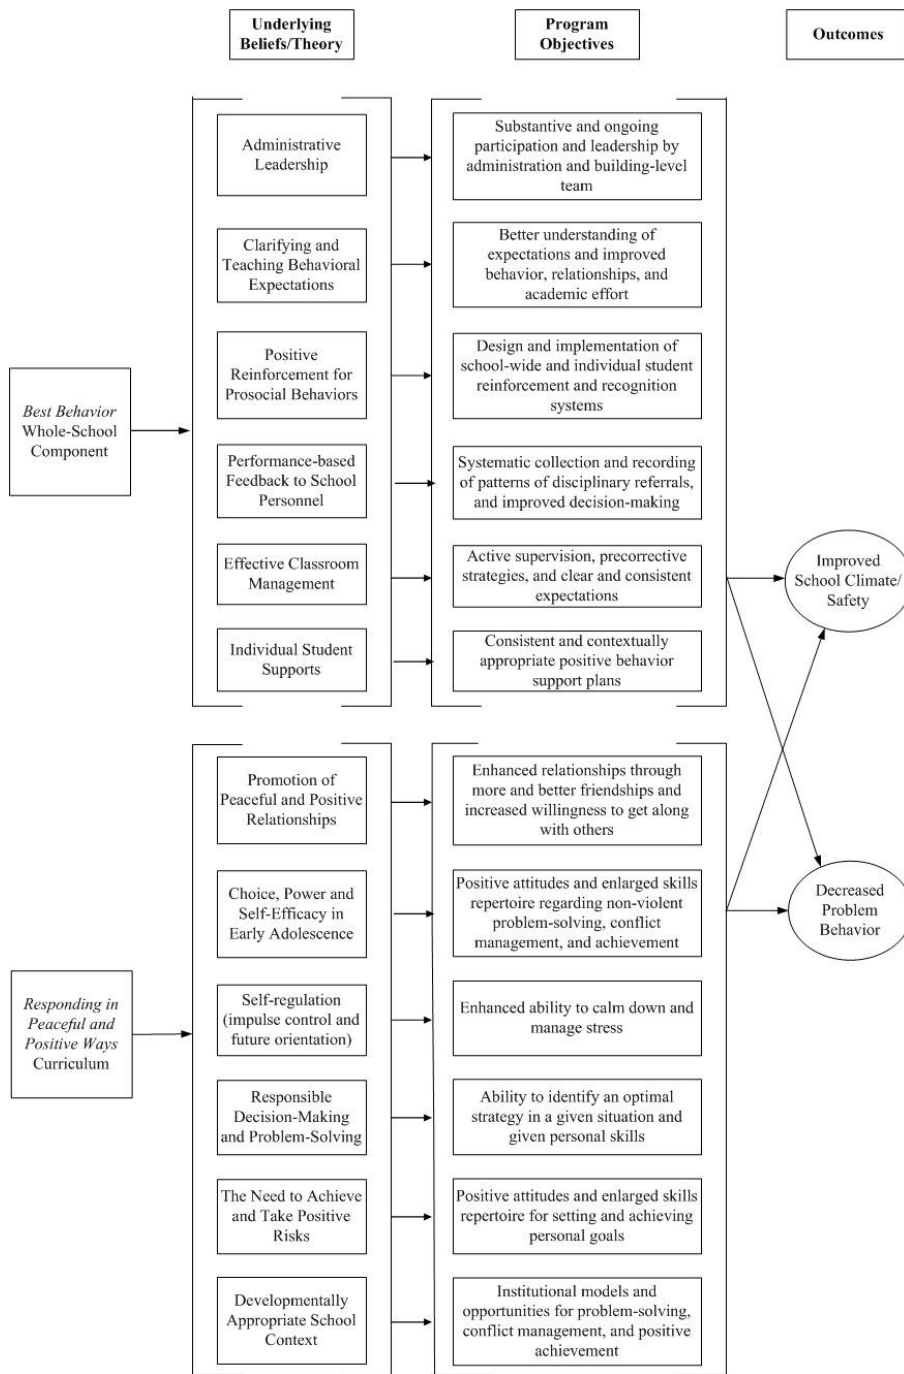 Underlying
Beliefs/Theory
Program
Objectives
Outcomes
Best Behavior
Whole-School
Component
Administrative
Leadership
Substantive and ongoing
participation and leadership by
administration and building-level
team
Clarifying and
Teaching Behavioral
Expectations
Better understanding of
expectations and improved
behavior, relationships, and
academic effort
Positive
Reinforcement for
Prosocial Behaviors
Design and implementation of
school-wide and individual student
reinforcement and recognition
systems
Performance-based
Feedback to School
Personnel
Systematic collection and recording
of patterns of disciplinary referrals,
and improved decision-making
Effective Classroom
Management
Active supervision, precorrective
strategies, and clear and consistent
expectations
Individual Student
Supports
Consistent and contextually
appropriate positive behavior
support plans
Improved
School Climate/
Safety
Responding in
Peaceful and
Positive Ways
Curriculum
Promotion of
Peaceful and Positive
Relationships
Enhanced relationships through
more and better friendships and
increased willingness to get along
with others
Choice, Power and
Self-Efficacy in
Early Adolescence
Positive attitudes and enlarged skills
repertoire regarding non-violent
problem-solving, conflict
management, and achievement
Self-regulation
(impulse control and
future orientation)
Enhanced ability to calm down and
manage stress
Responsible
Decision-Making
and Problem-Solving
Ability to identify an optimal
strategy in a given situation and
given personal skills
The Need to Achieve
and Take Positive
Risks
Positive attitudes and enlarged skills
repertoire for setting and achieving
personal goals
Developmentally
Appropriate School
Context
Institutional models and
opportunities for problem-solving,
conflict management, and positive
achievement
Decreased
Problem
Behavior